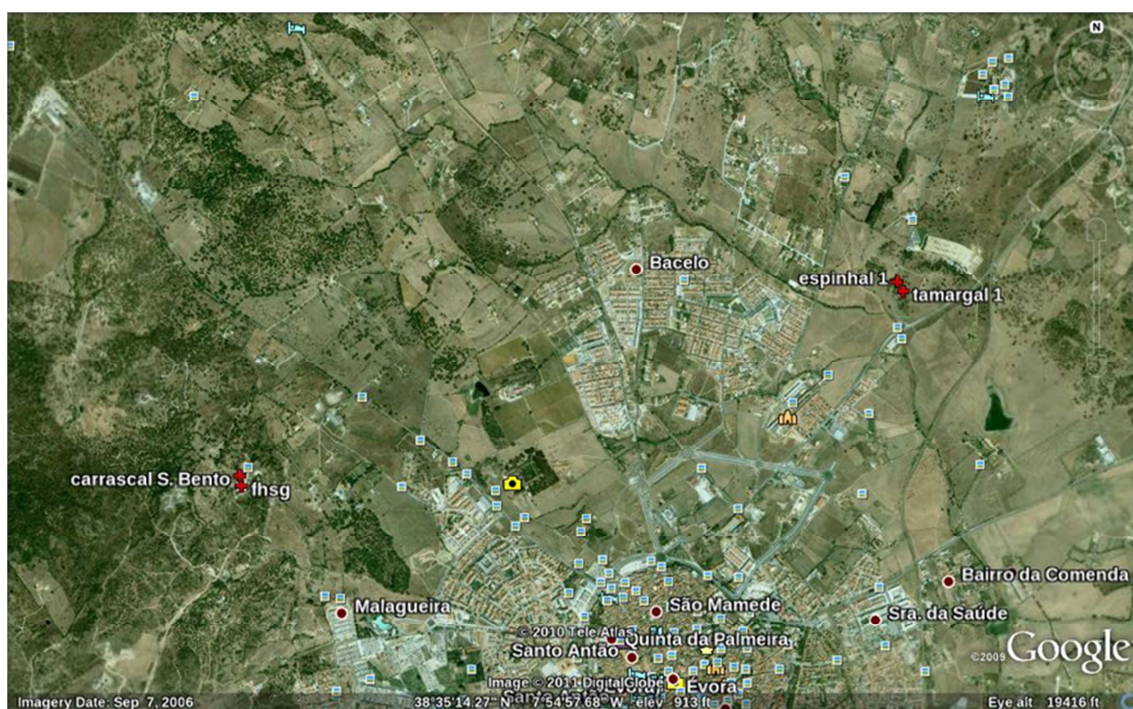 N
Bacelo
espinhal 1
tamargal 1
carrascal S. Bento
fhsg
Bairro da Comenda
Malagueira
São Mamede
Sra. da Saúde
© 2010 Tele Atlas
Quinta da Palmeira
Santo Antão
©2009 Google
Image © 2011 DigitalGlobe
Évora
Imagery Date: Sep 7, 2006
38°35'14.27" N 7°54'57.68" W elev 913 ft
Eye alt 19416 ft